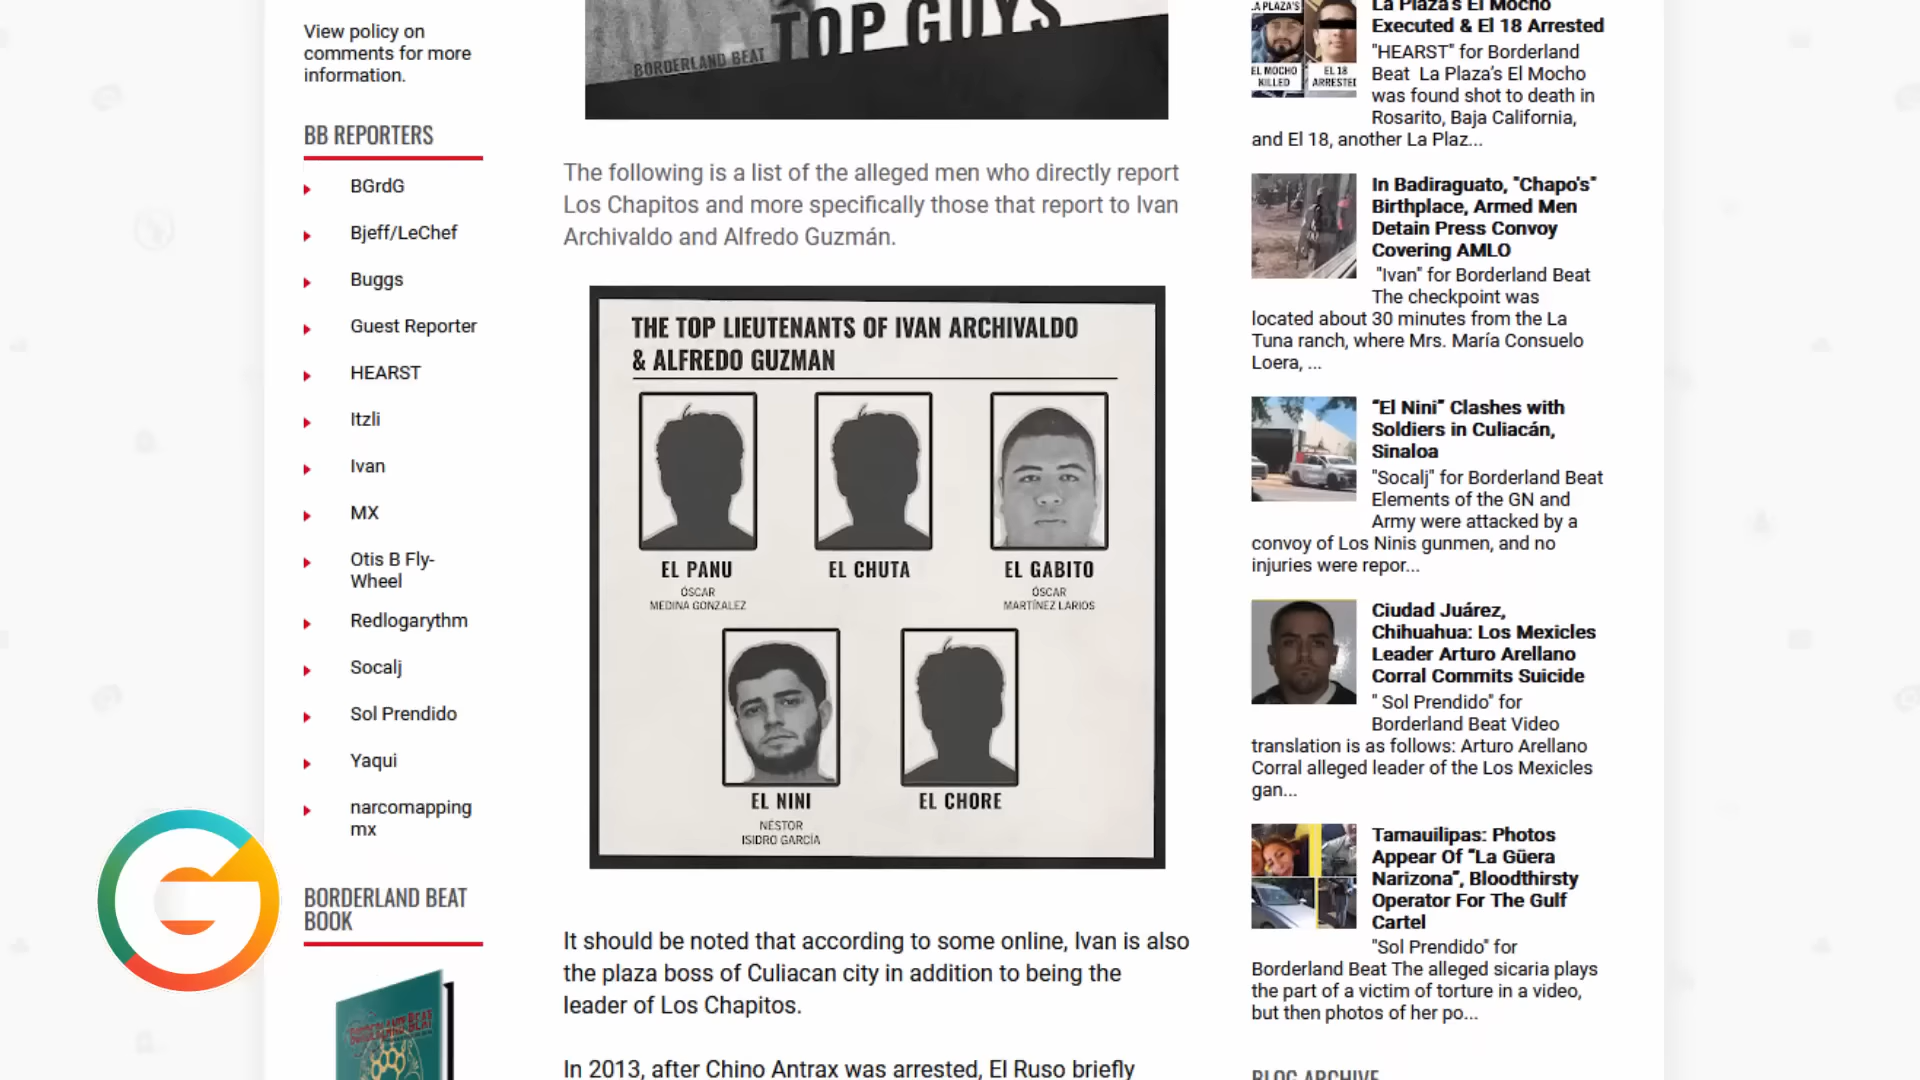 View policy on
comments for more
information.
BB REPORTERS
BGrdG
Bjeff/LeChef
Buggs
Guest Reporter
HEARST
Itzli
Ivan
MX
Otis B Fly-
Wheel
Redlogarythm
Socalj
Sol Prendido
Yaqui
narcomapping
mx
BORDERLAND BEAT
BOOK
BORDERLAND BEAT
TOP GUYS
BORDERLAND BEAT
The following is a list of the alleged men who directly report
Los Chapitos and more specifically those that report to Ivan
Archivaldo and Alfredo Guzmán.
THE TOP LIEUTENANTS OF IVAN ARCHIVALDO
& ALFREDO GUZMAN
EL PANU
ÓSCAR
MEDINA GONZALEZ
EL CHUTA
EL GABITO
ÓSCAR
MARTÍNEZ LARIOS
EL NINI
NÉSTOR
ISIDRO GARCÍA
EL CHORE
It should be noted that according to some online, Ivan is also
the plaza boss of Culiacan city in addition to being the
leader of Los Chapitos.
In 2013, after Chino Antrax was arrested, El Ruso briefly
LA PLAZA'S
EL MOCHO
KILLED
EL 18
ARRESTED
La Plaza's El Mocho
Executed & El 18 Arrested
"HEARST" for Borderland
Beat La Plaza’s El Mocho
was found shot to death in
Rosarito, Baja California,
and El 18, another La Plaz...
In Badiraguato, "Chapo's"
Birthplace, Armed Men
Detain Press Convoy
Covering AMLO
"Ivan" for Borderland Beat
The checkpoint was
located about 30 minutes from the La
Tuna ranch, where Mrs. María Consuelo
Loera, ...
“El Nini” Clashes with
Soldiers in Culiacán,
Sinaloa
"Socalj" for Borderland Beat
Elements of the GN and
Army were attacked by a
convoy of Los Ninis gunmen, and no
injuries were repor...
Ciudad Juárez,
Chihuahua: Los Mexicles
Leader Arturo Arellano
Corral Commits Suicide
" Sol Prendido" for
Borderland Beat Video
translation is as follows: Arturo Arellano
Corral alleged leader of the Los Mexicles
gan...
Tamauilipas: Photos
Appear Of “La Güera
Narizona”, Bloodthirsty
Operator For The Gulf
Cartel
"Sol Prendido" for
Borderland Beat The alleged sicaria plays
the part of a victim of torture in a video,
but then photos of her po...
BLOG ARCHIVE